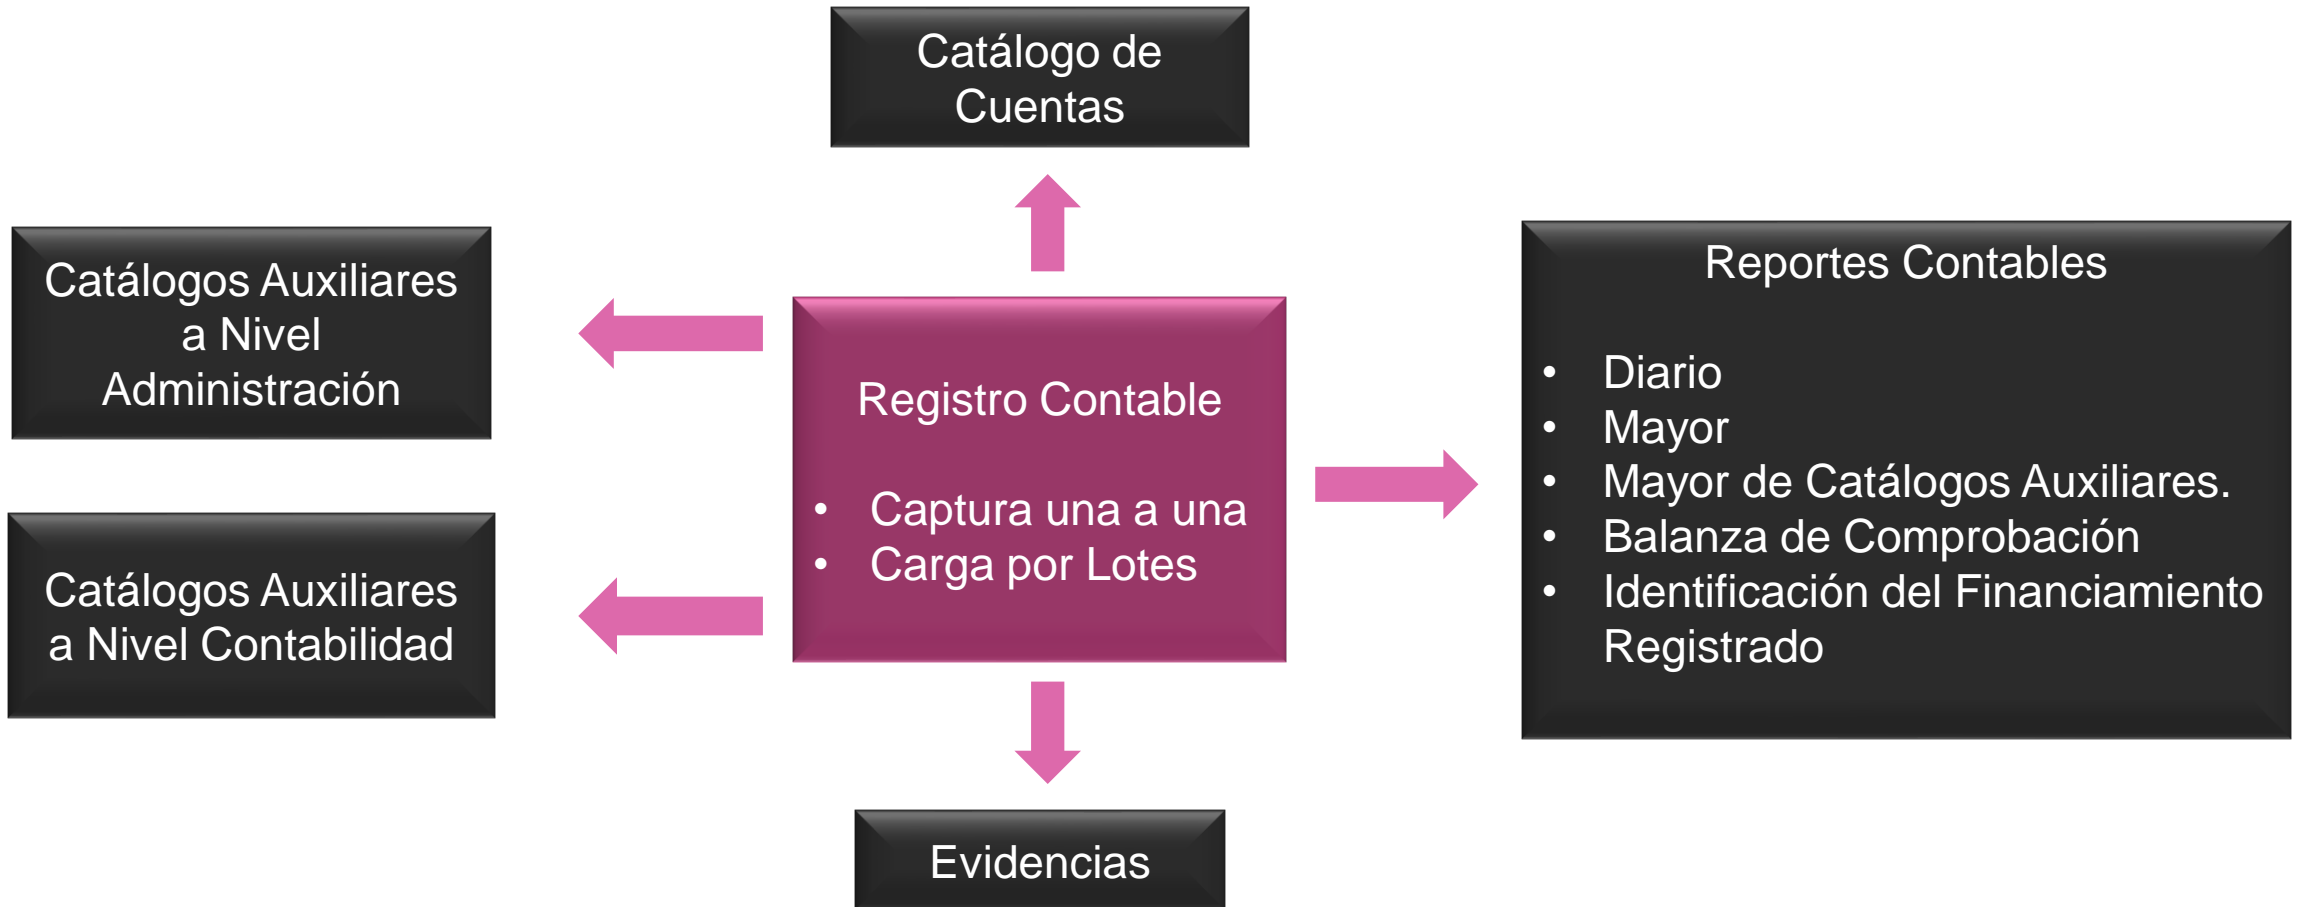 Catálogo de
Cuentas
Catálogos Auxiliares
a Nivel
Administración
Catálogos Auxiliares
a Nivel Contabilidad
Registro Contable
• Captura una a una
• Carga por Lotes
Reportes Contables
• Diario
• Mayor
• Mayor de Catálogos Auxiliares.
• Balanza de Comprobación
• Identificación del Financiamiento
Registrado
Evidencias